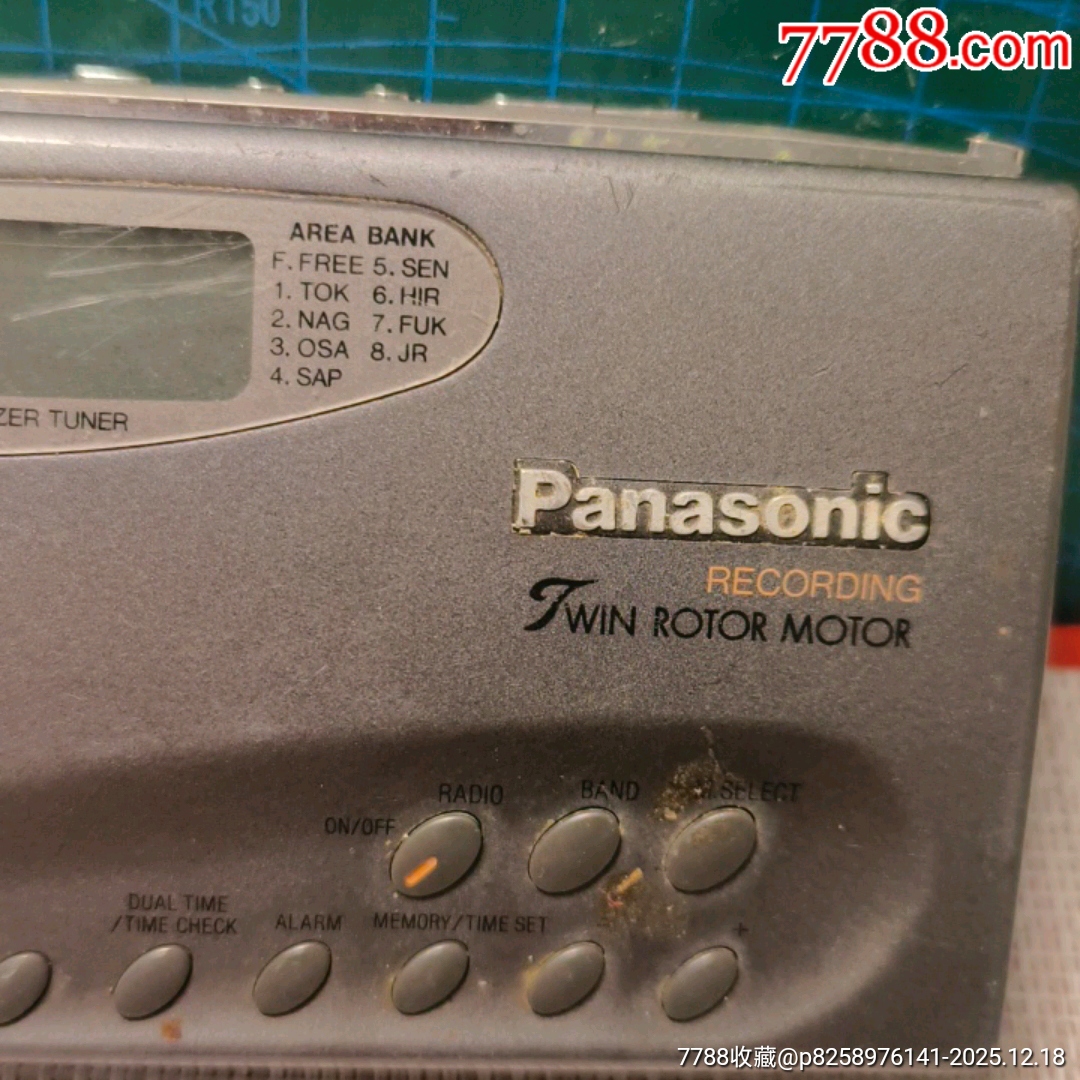 R150
7788.com
AREA BANK
F. FREE 5. SEN
1. TOK 6. HIR
2. NAG 7. FUK
3. OSA 8. JR
4. SAP
ZER TUNER
Panasonic
RECORDING
TWIN ROTOR MOTOR
RADIO BAND SELECT
ON/OFF
DUAL TIME
/TIME CHECK ALARM MEMORY/TIME SET +
7788收藏@p8258976141-2025.12.18